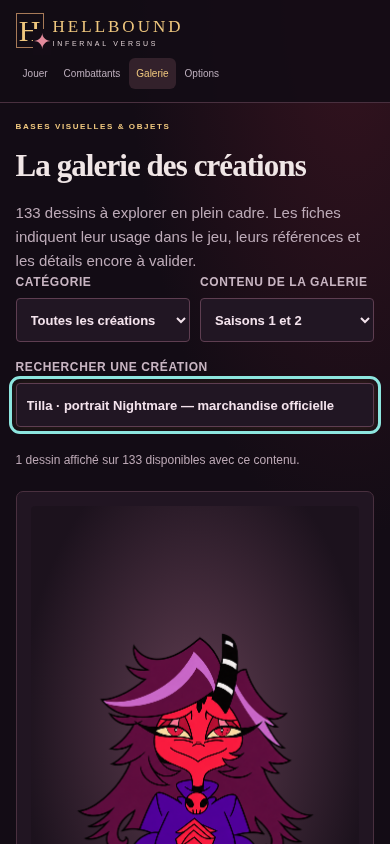 H HELLBOUND
INFERNAL VERSUS
Jouer Combattants Galerie Options
BASES VISUELLES & OBJETS
La galerie des créations
133 dessins à explorer en plein cadre. Les fiches
indiquent leur usage dans le jeu, leurs références et
les détails encore à valider.
CATÉGORIE CONTENU DE LA GALERIE
Toutes les créations Saisons 1 et 2
RECHERCHER UNE CRÉATION
Tilla · portrait Nightmare — marchandise officielle
1 dessin affiché sur 133 disponibles avec ce contenu.